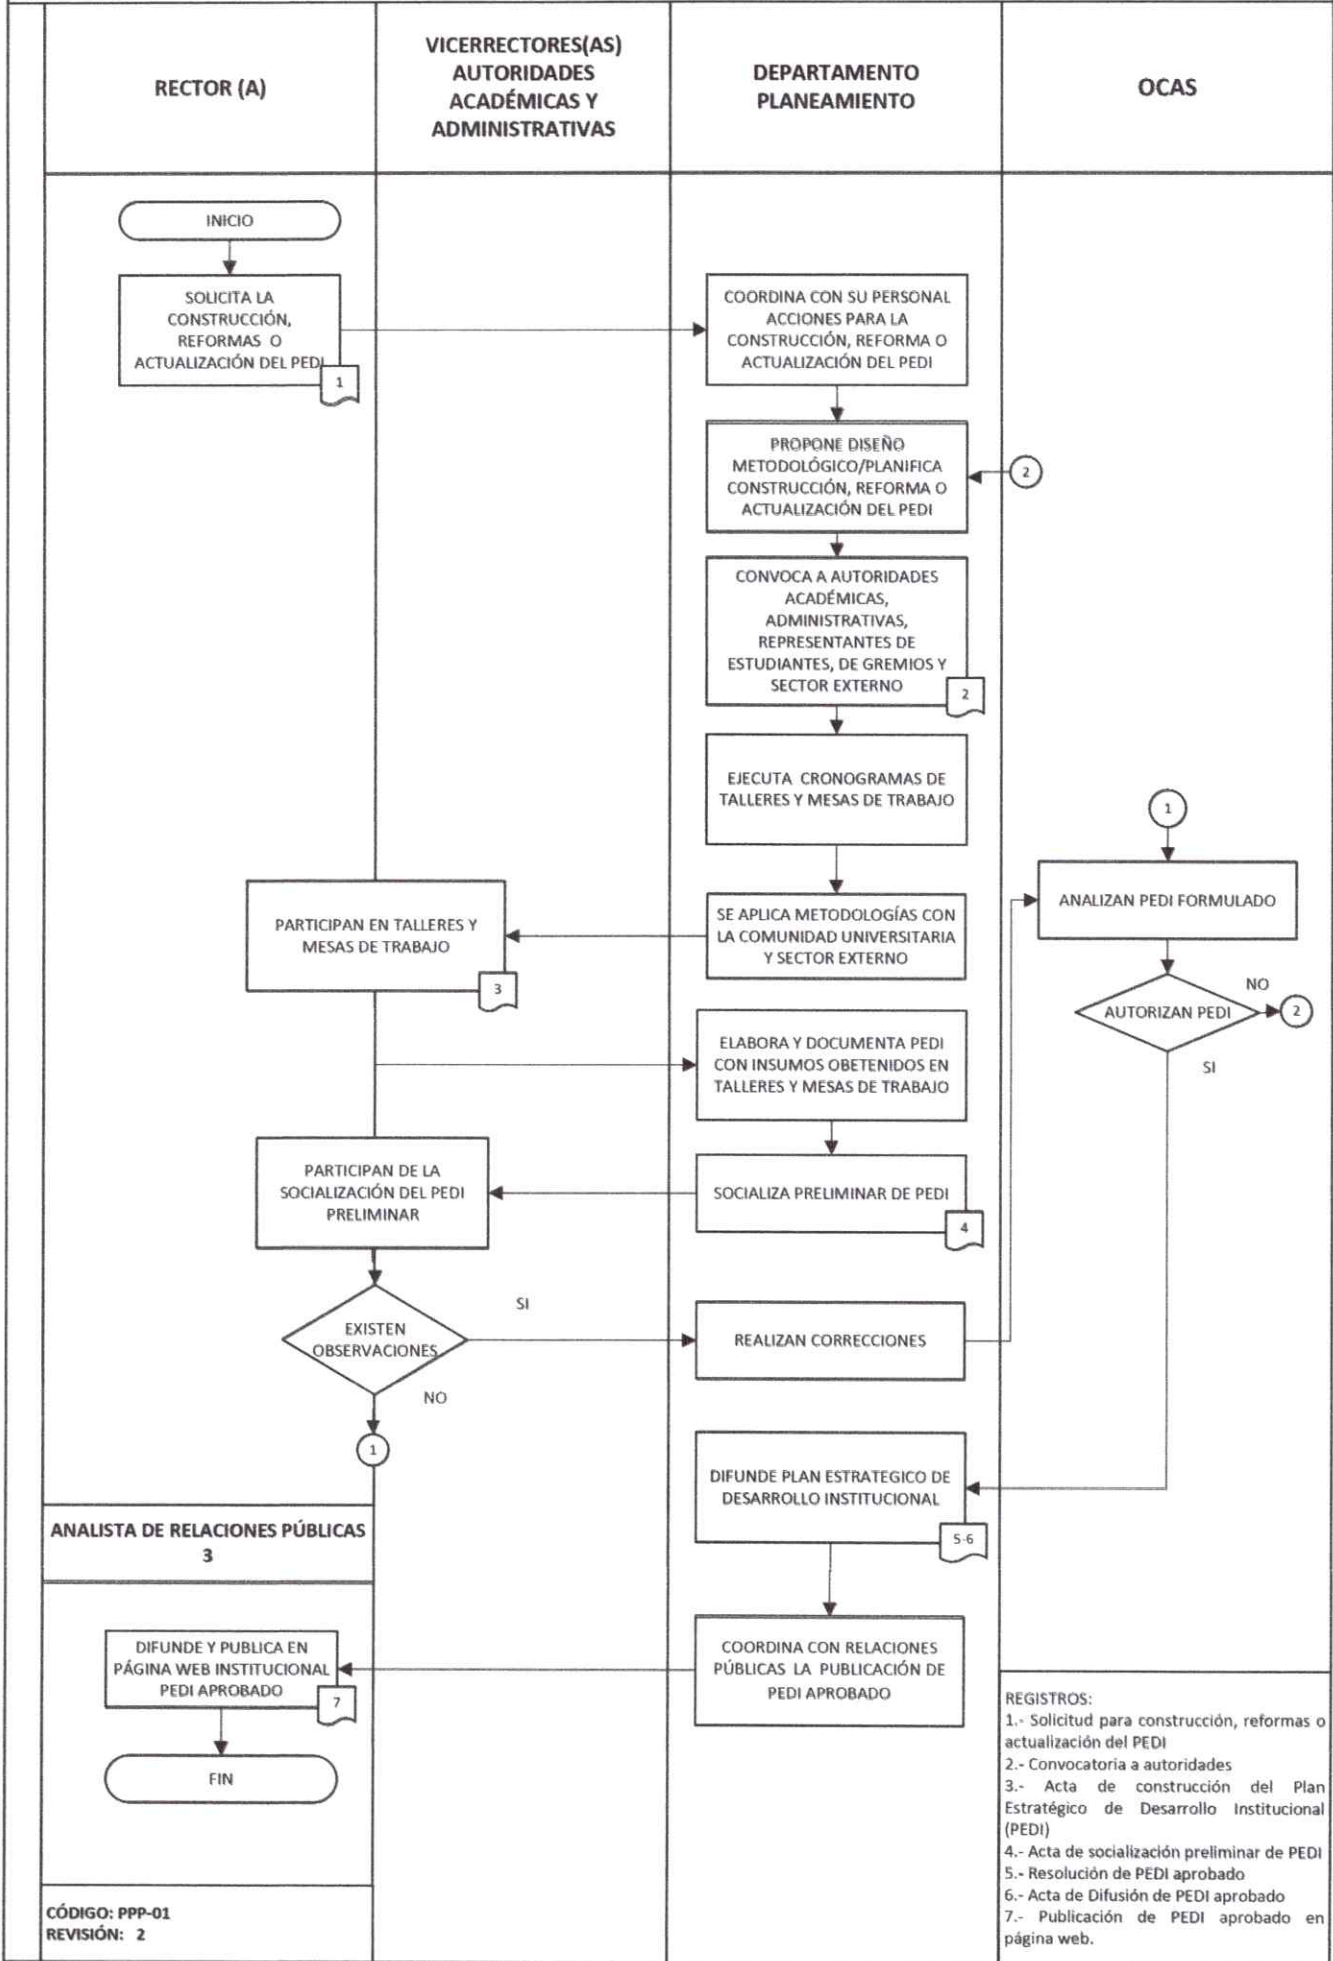 RECTOR (A)
VICERRECTORES(AS)
AUTORIDADES
ACADÉMICAS Y
ADMINISTRATIVAS
DEPARTAMENTO
PLANEAMIENTO
OCAS
INICIO
SOLICITA LA
CONSTRUCCIÓN,
REFORMAS O
ACTUALIZACIÓN DEL PEDI
1
COORDINA CON SU PERSONAL
ACCIONES PARA LA
CONSTRUCCIÓN, REFORMA O
ACTUALIZACIÓN DEL PEDI
PROPONE DISEÑO
METODOLÓGICO/PLANIFICA
CONSTRUCCIÓN, REFORMA O
ACTUALIZACIÓN DEL PEDI
2
CONVOCA A AUTORIDADES
ACADÉMICAS,
ADMINISTRATIVAS,
REPRESENTANTES DE
ESTUDIANTES, DE GREMIOS Y
SECTOR EXTERNO
2
EJECUTA CRONOGRAMAS DE
TALLERES Y MESAS DE TRABAJO
1
SE APLICA METODOLOGÍAS CON
LA COMUNIDAD UNIVERSITARIA
Y SECTOR EXTERNO
PARTICIPAN EN TALLERES Y
MESAS DE TRABAJO
3
ANALIZAN PEDI FORMULADO
AUTORIZAN PEDI
NO
2
SI
ELABORA Y DOCUMENTA PEDI
CON INSUMOS OBETENIDOS EN
TALLERES Y MESAS DE TRABAJO
SOCIALIZA PRELIMINAR DE PEDI
4
PARTICIPAN DE LA
SOCIALIZACIÓN DEL PEDI
PRELIMINAR
EXISTEN
OBSERVACIONES
SI
NO
1
REALIZAN CORRECCIONES
DIFUNDE PLAN ESTRATEGICO DE
DESARROLLO INSTITUCIONAL
5-6
ANALISTA DE RELACIONES PÚBLICAS
3
COORDINA CON RELACIONES
PÚBLICAS LA PUBLICACIÓN DE
PEDI APROBADO
DIFUNDE Y PUBLICA EN
PÁGINA WEB INSTITUCIONAL
PEDI APROBADO
7
FIN
REGISTROS:
1.- Solicitud para construcción, reformas o
actualización del PEDI
2.- Convocatoria a autoridades
3.- Acta de construcción del Plan
Estratégico de Desarrollo Institucional
(PEDI)
4.- Acta de socialización preliminar de PEDI
5.- Resolución de PEDI aprobado
6.- Acta de Difusión de PEDI aprobado
7.- Publicación de PEDI aprobado en
página web.
CÓDIGO: PPP-01
REVISIÓN: 2